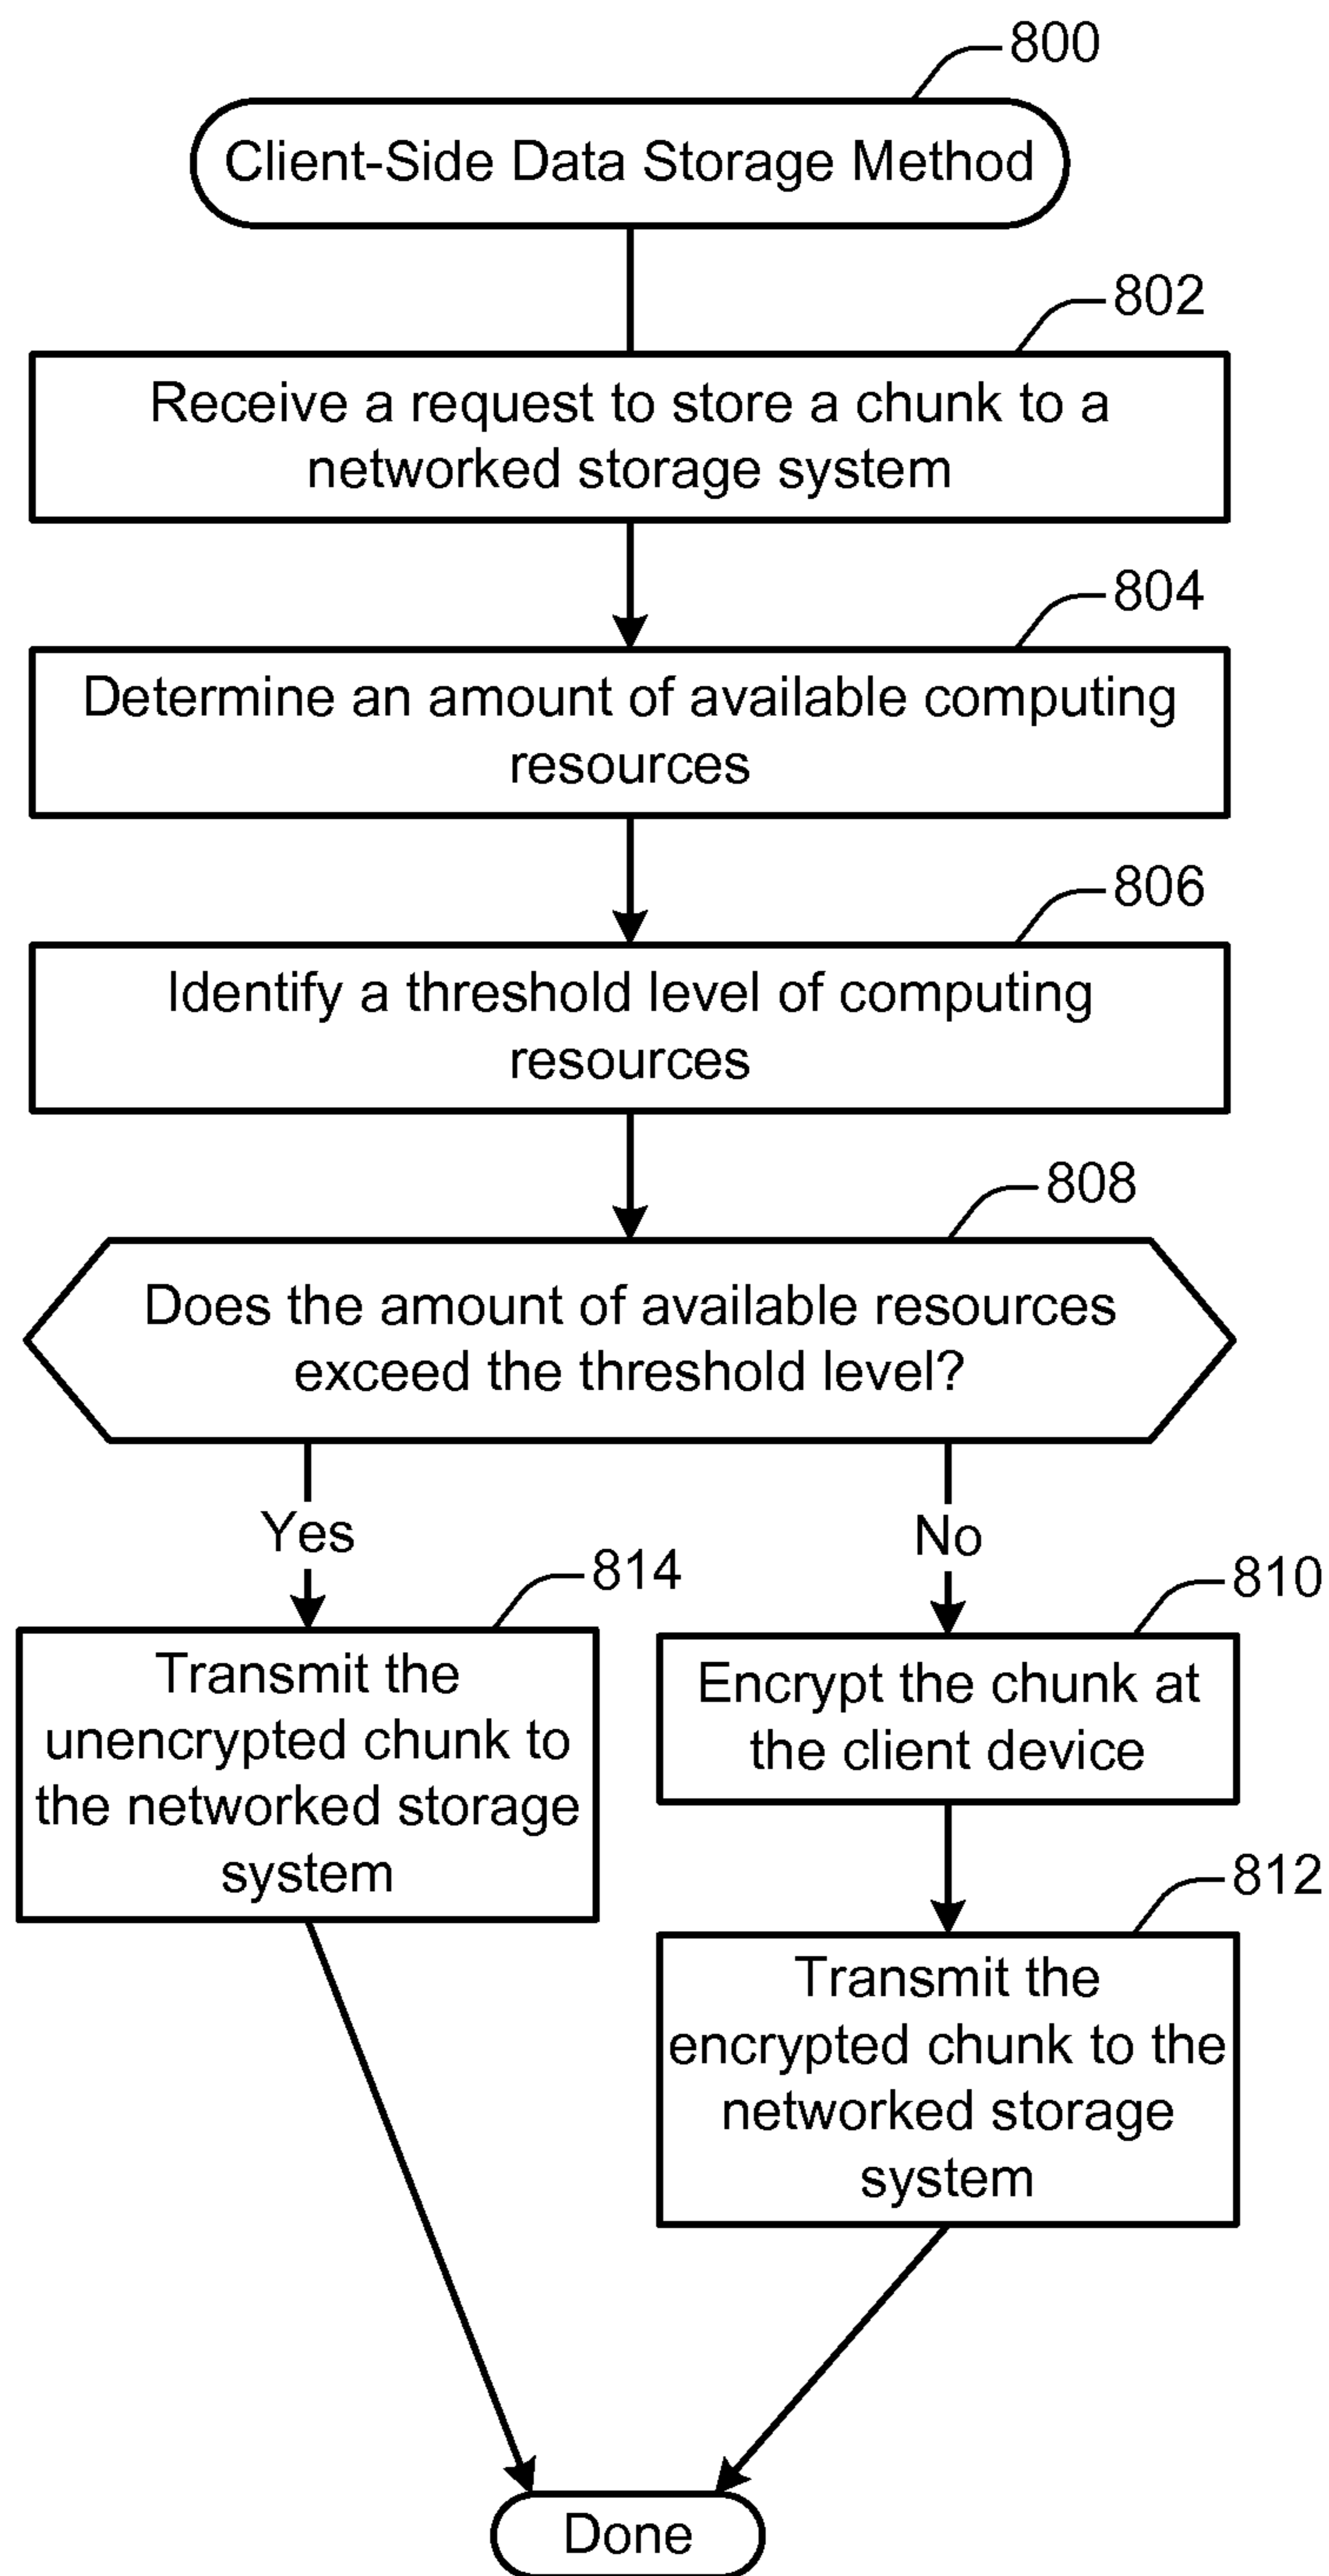 800
Client-Side Data Storage Method
802
Receive a request to store a chunk to a
networked storage system
804
Determine an amount of available computing
resources
806
Identify a threshold level of computing
resources
808
Does the amount of available resources
exceed the threshold level?
Yes
No
814
Transmit the
unencrypted chunk to
the networked storage
system
810
Encrypt the chunk at
the client device
812
Transmit the
encrypted chunk to the
networked storage
system
Done